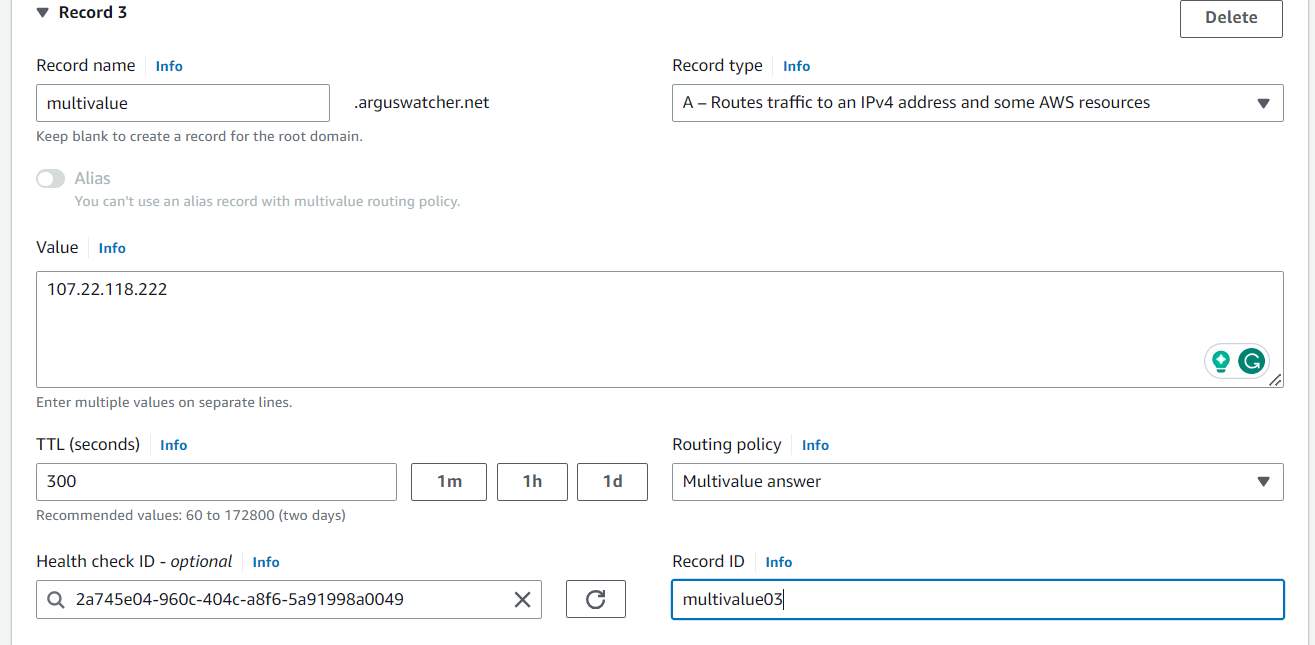 Record 3
Delete
Record name Info
Record type Info
multivalue .arguswatcher.net
A – Routes traffic to an IPv4 address and some AWS resources
Keep blank to create a record for the root domain.
Alias
You can't use an alias record with multivalue routing policy.
Value Info
107.22.118.222
Enter multiple values on separate lines.
TTL (seconds) Info
Routing policy Info
300 1m 1h 1d
Multivalue answer
Recommended values: 60 to 172800 (two days)
Health check ID - optional Info
Record ID Info
2a745e04-960c-404c-a8f6-5a91998a0049
multivalue03